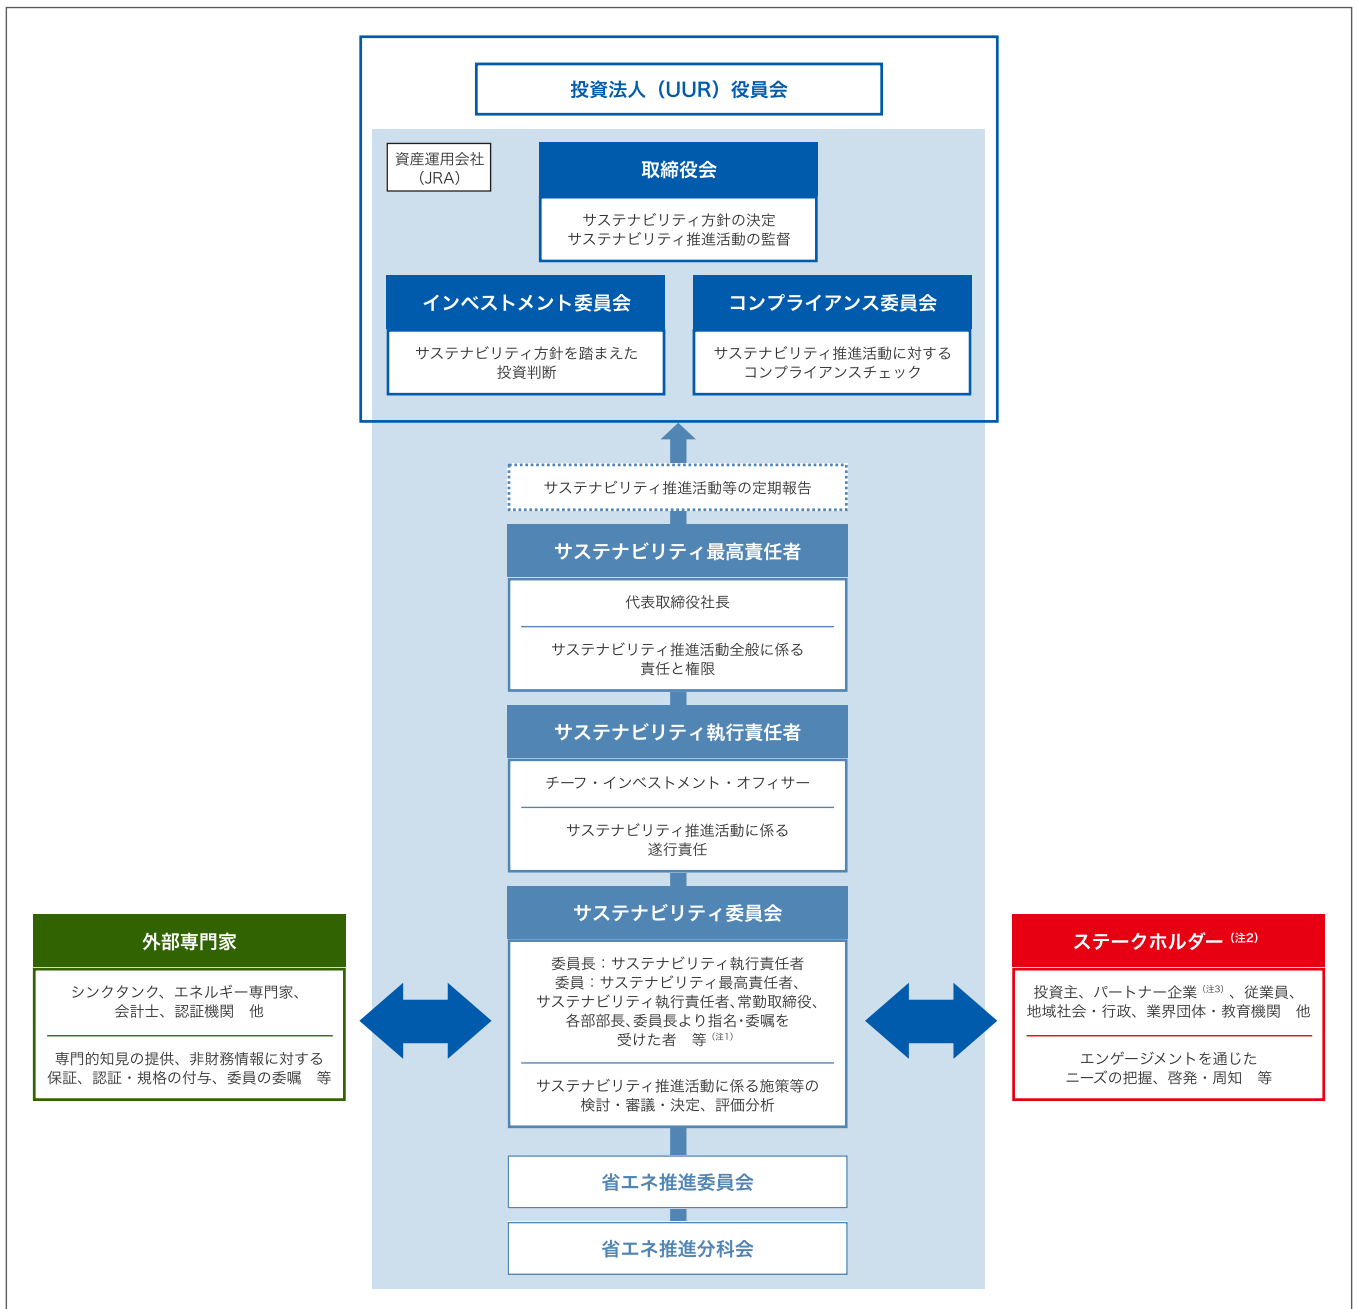 投資法人（UUR）役員会
資産運用会社
（JRA）
取締役会
サステナビリティ方針の決定
サステナビリティ推進活動の監督
インベストメント委員会
サステナビリティ方針を踏まえた
投資判断
コンプライアンス委員会
サステナビリティ推進活動に対する
コンプライアンスチェック
サステナビリティ推進活動等の定期報告
サステナビリティ最高責任者
代表取締役社長
サステナビリティ推進活動全般に係る
責任と権限
サステナビリティ執行責任者
チーフ・インベストメント・オフィサー
サステナビリティ推進活動に係る
遂行責任
サステナビリティ委員会
委員長：サステナビリティ執行責任者
委員：サステナビリティ最高責任者、
サステナビリティ執行責任者、常勤取締役、
各部部長、委員長より指名・委嘱を
受けた者　等（注1）
サステナビリティ推進活動に係る施策等の
検討・審議・決定、評価分析
外部専門家
シンクタンク、エネルギー専門家、
会計士、認証機関　他
専門的知見の提供、非財務情報に対する
保証、認証・規格の付与、委員の委嘱　等
ステークホルダー（注2）
投資主、パートナー企業（注3）、従業員、
地域社会・行政、業界団体・教育機関　他
エンゲージメントを通じた
ニーズの把握、啓発・周知　等
省エネ推進委員会
省エネ推進分科会